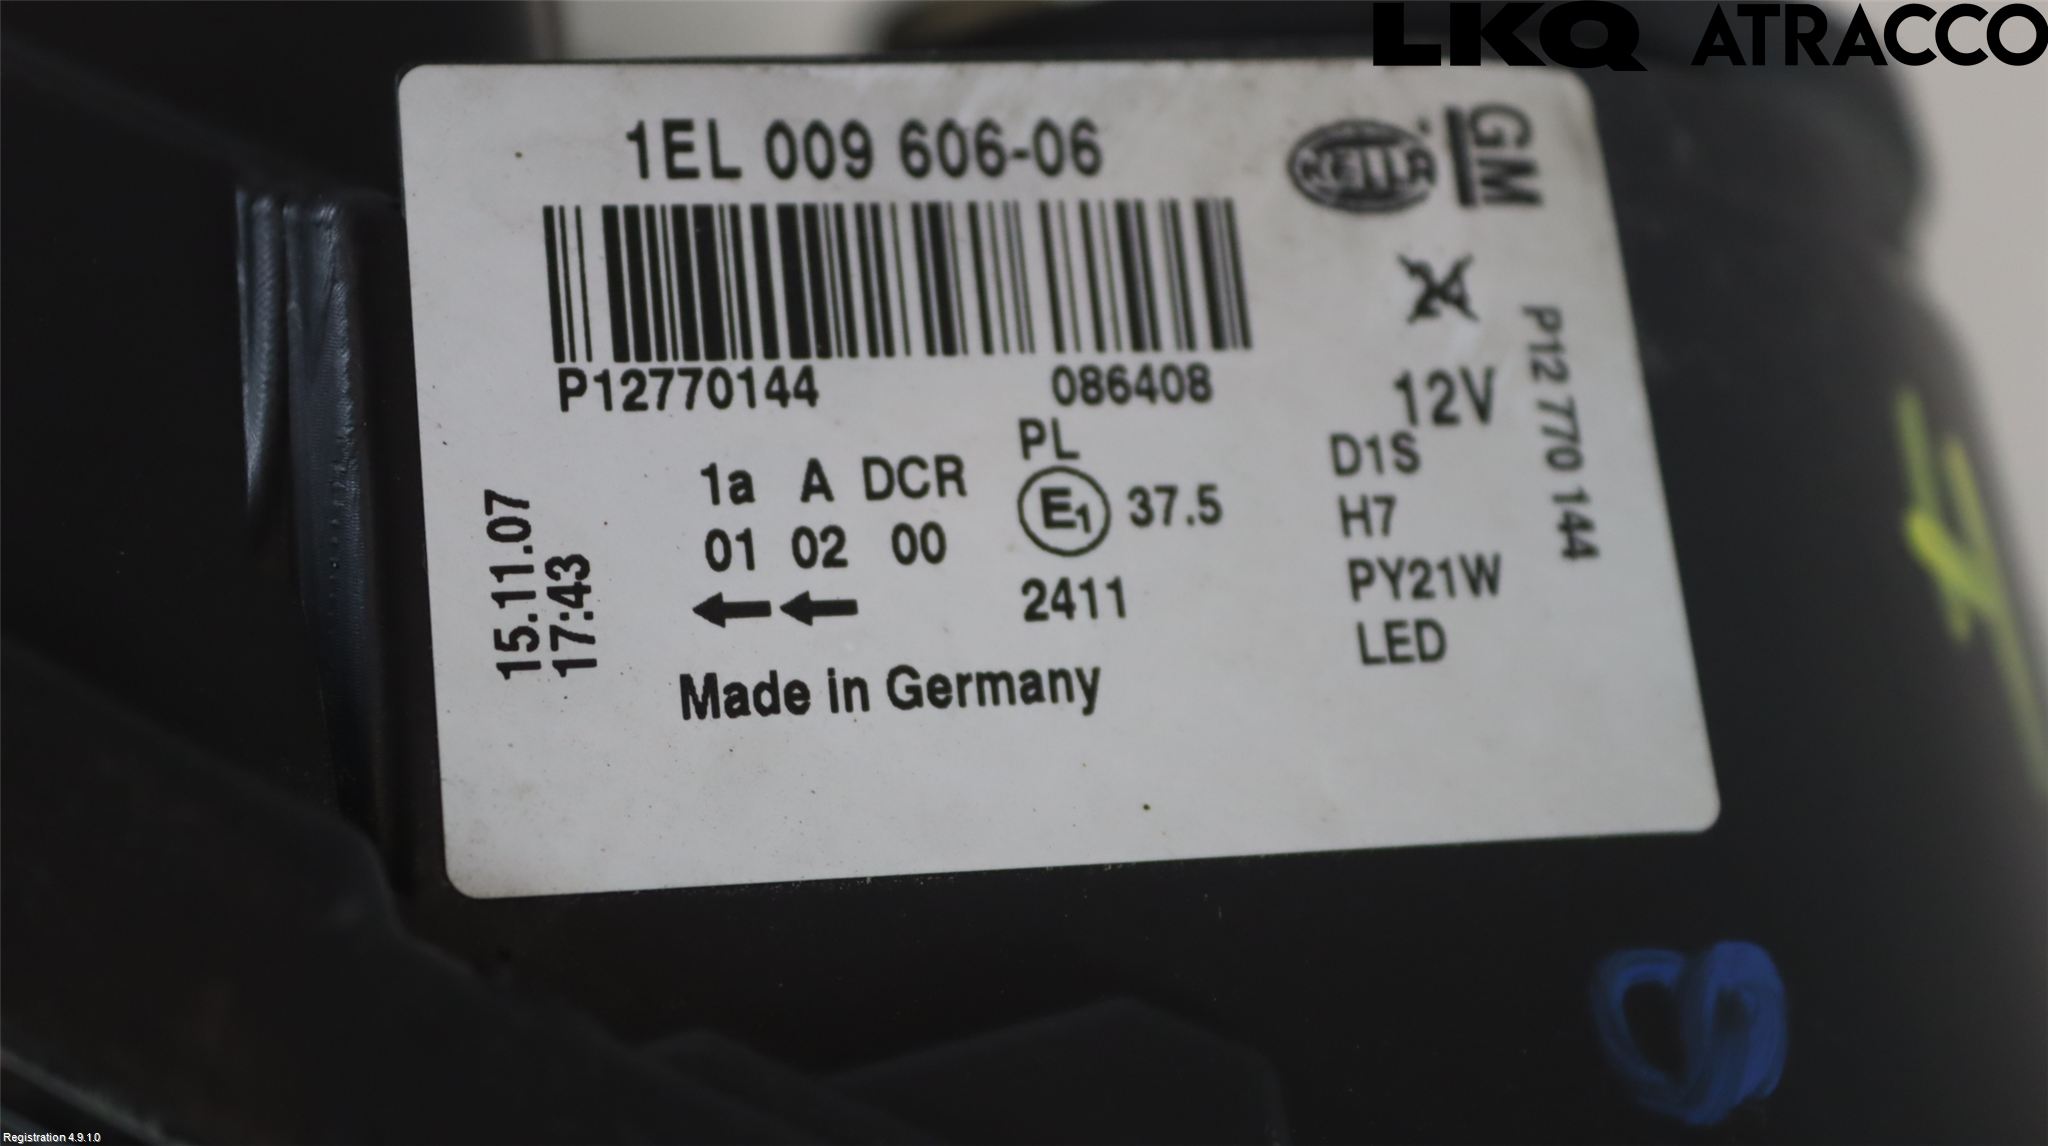 LKQ ATRACCO
1EL 009 606-06
HELLA
GM
P12770144 086408
P12 770 144
12V
PL
1a A DCR
01 02 00
E1 37.5
2411
D1S
H7
PY21W
LED
15.11.07
17:43
Made in Germany
Registration 4.9.1.0